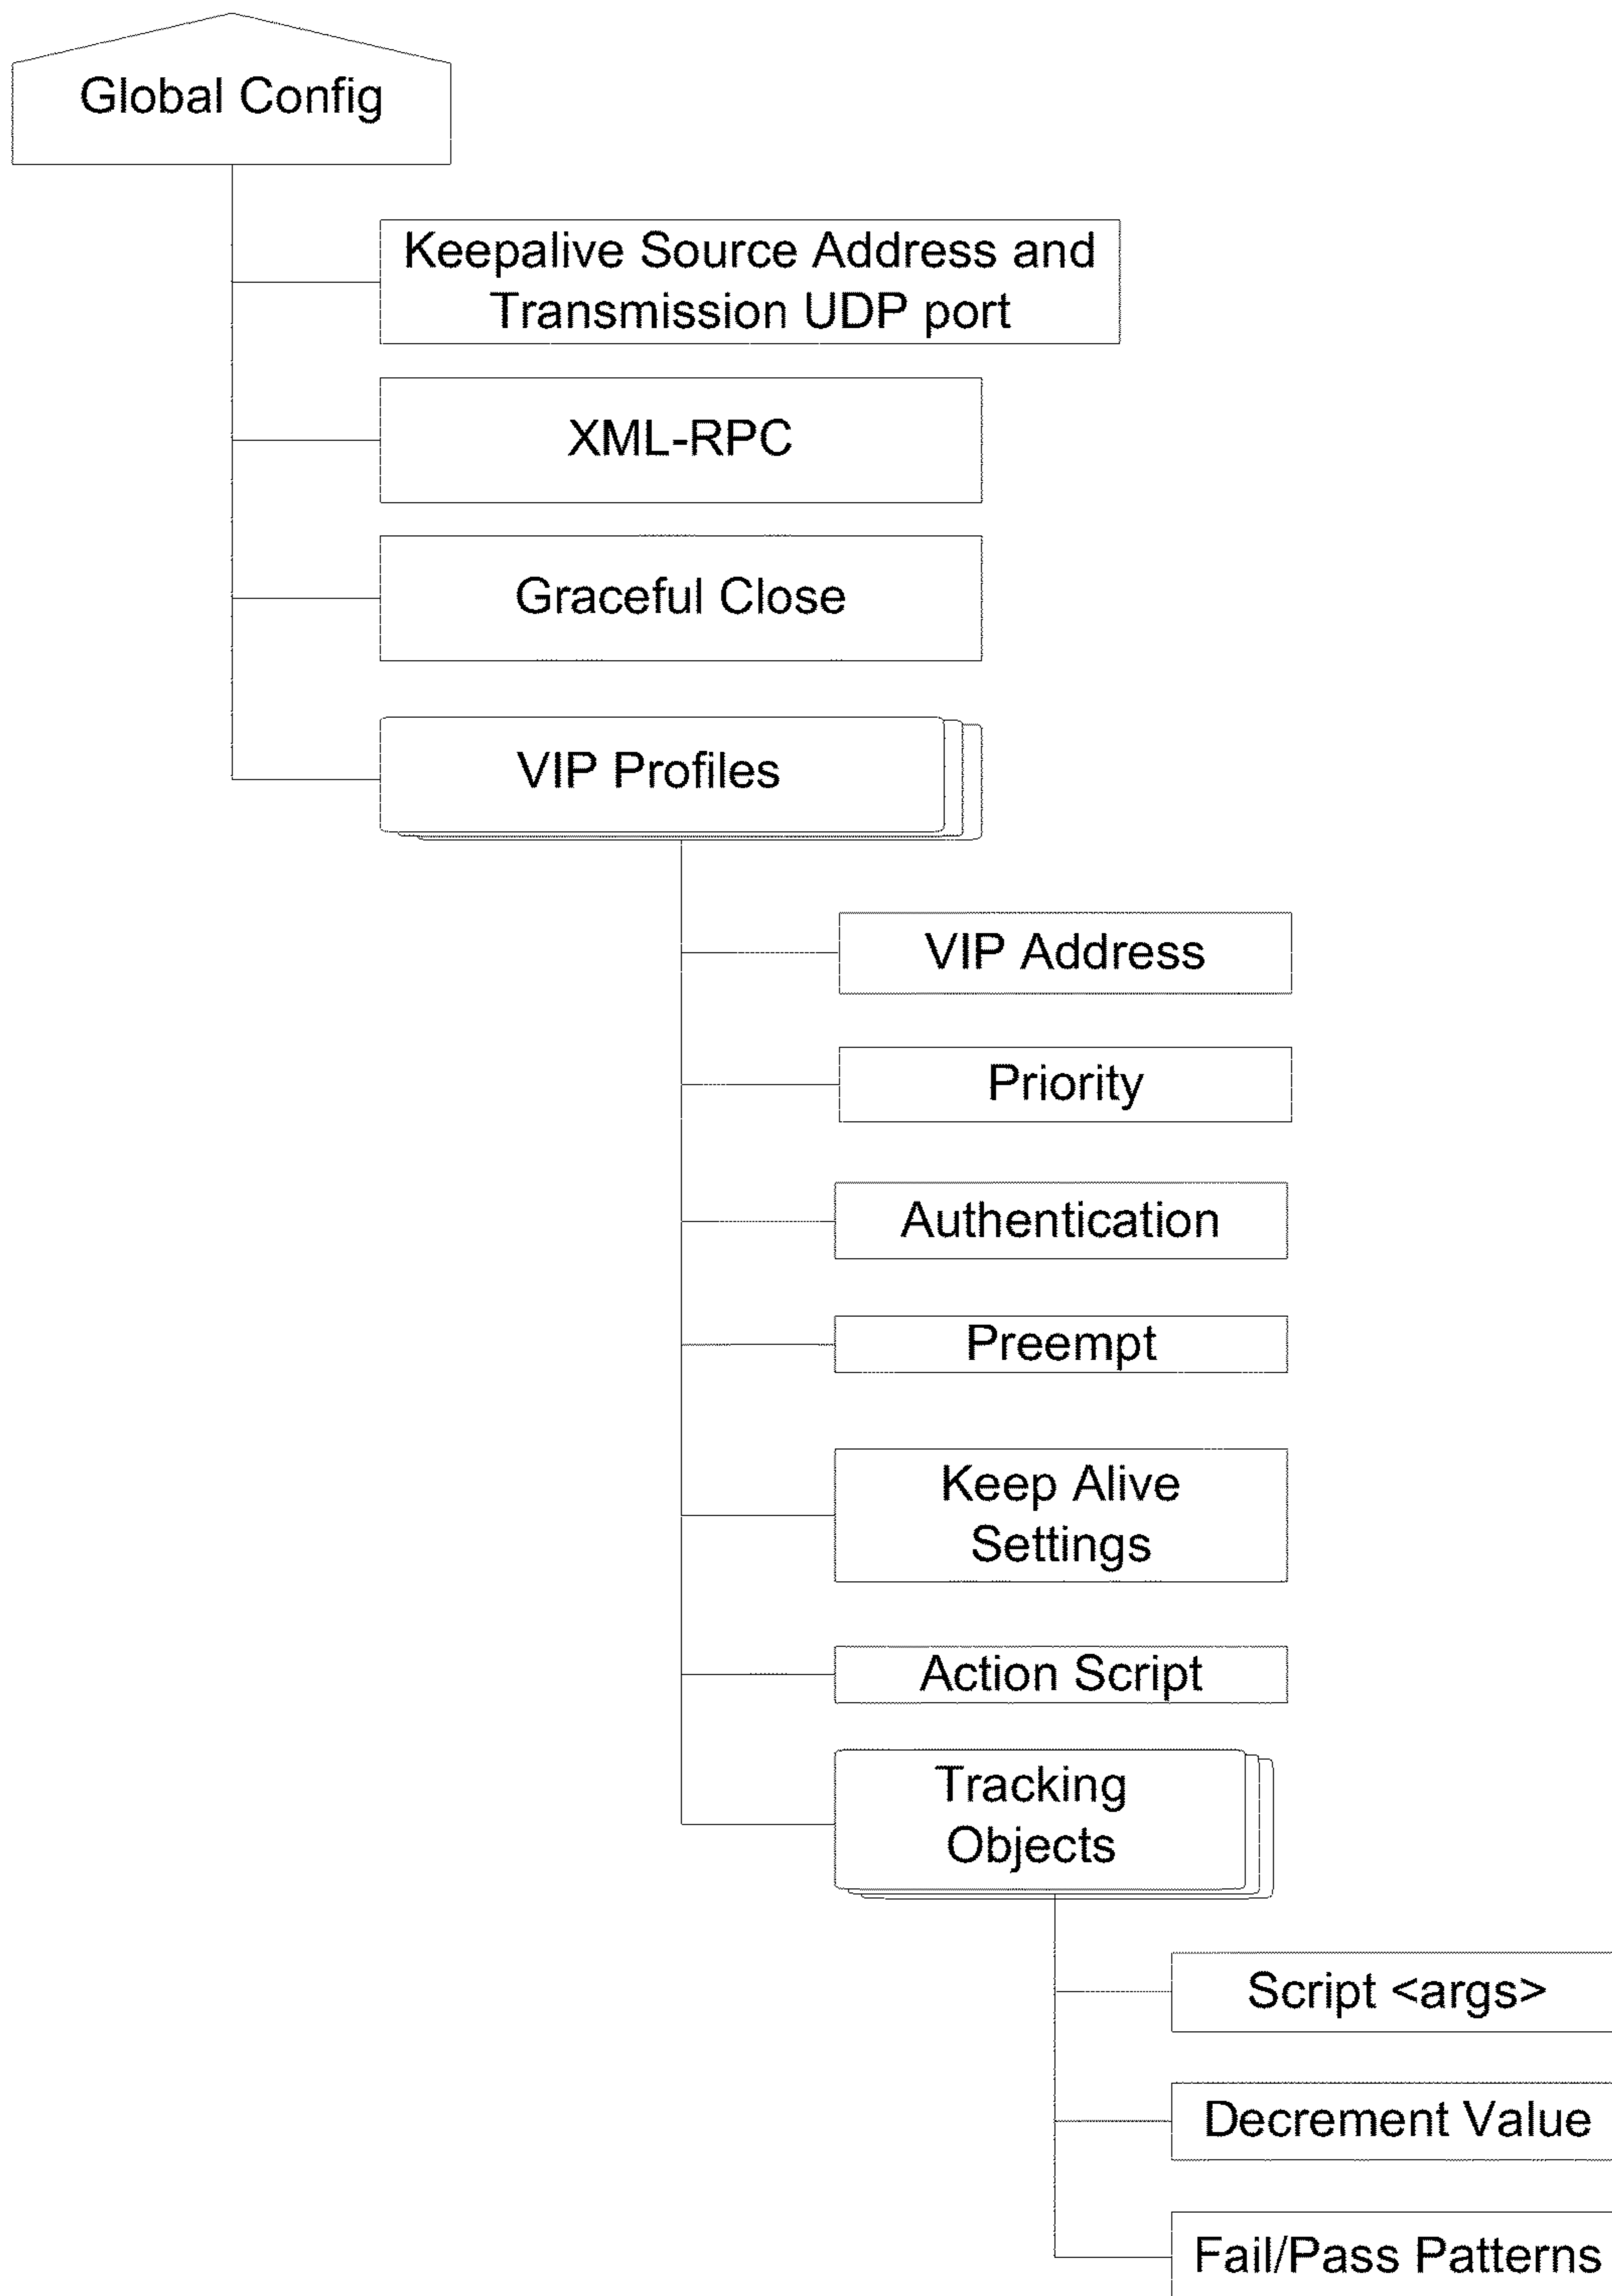 Global Config
Keepalive Source Address and
Transmission UDP port
XML-RPC
Graceful Close
VIP Profiles
VIP Address
Priority
Authentication
Preempt
Keep Alive
Settings
Action Script
Tracking
Objects
Script <args>
Decrement Value
Fail/Pass Patterns